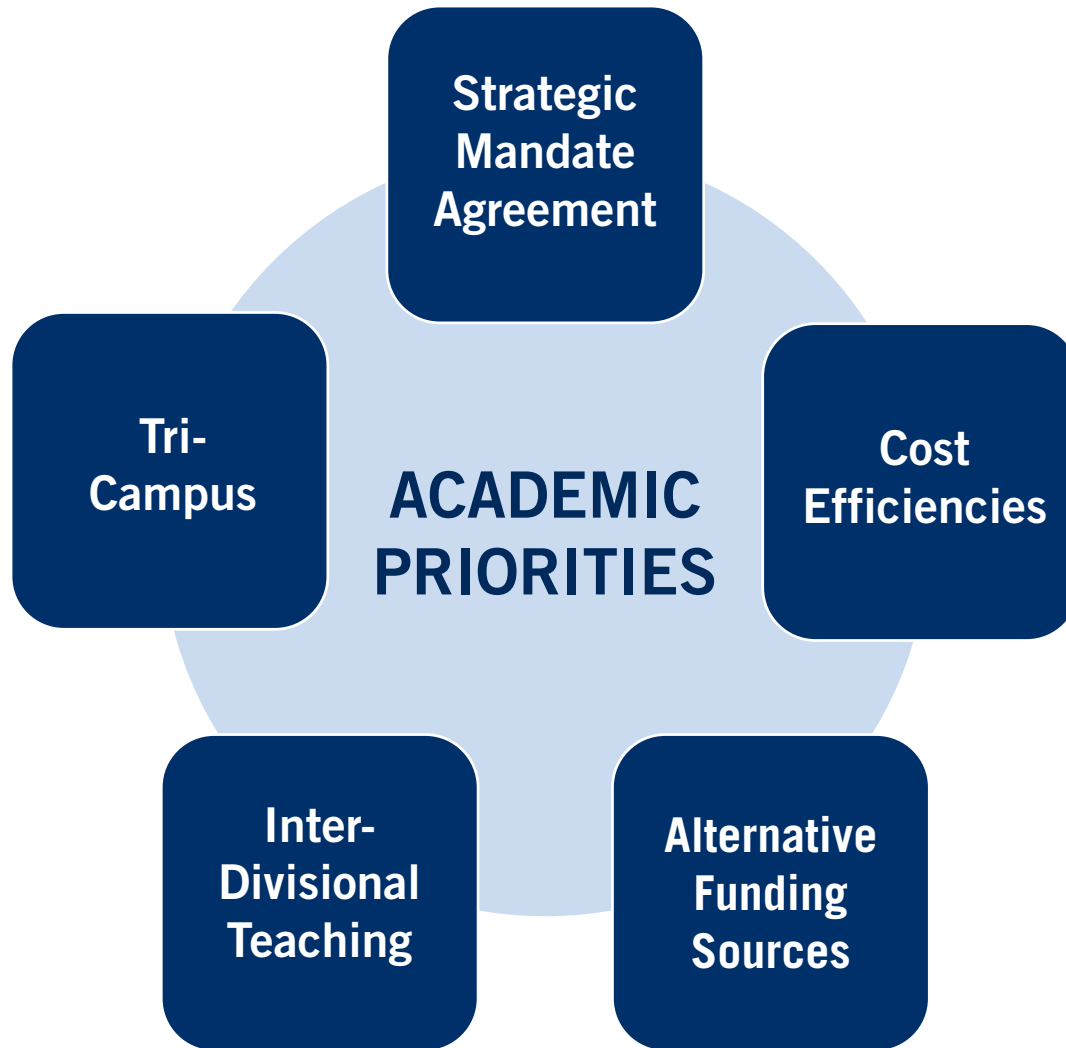 Strategic
Mandate
Agreement
Tri-
Campus
ACADEMIC
PRIORITIES
Cost
Efficiencies
Inter-
Divisional
Teaching
Alternative
Funding
Sources